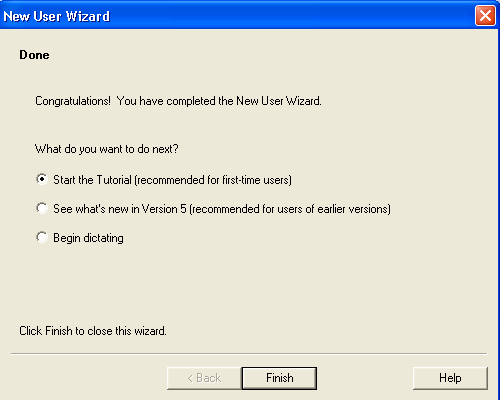 New User Wizard
Done
Congratulations! You have completed the New User Wizard.
What do you want to do next?
Start the Tutorial (recommended for first-time users)
See what's new in Version 5 (recommended for users of earlier versions)
Begin dictating
Click Finish to close this wizard.
< Back Finish Help